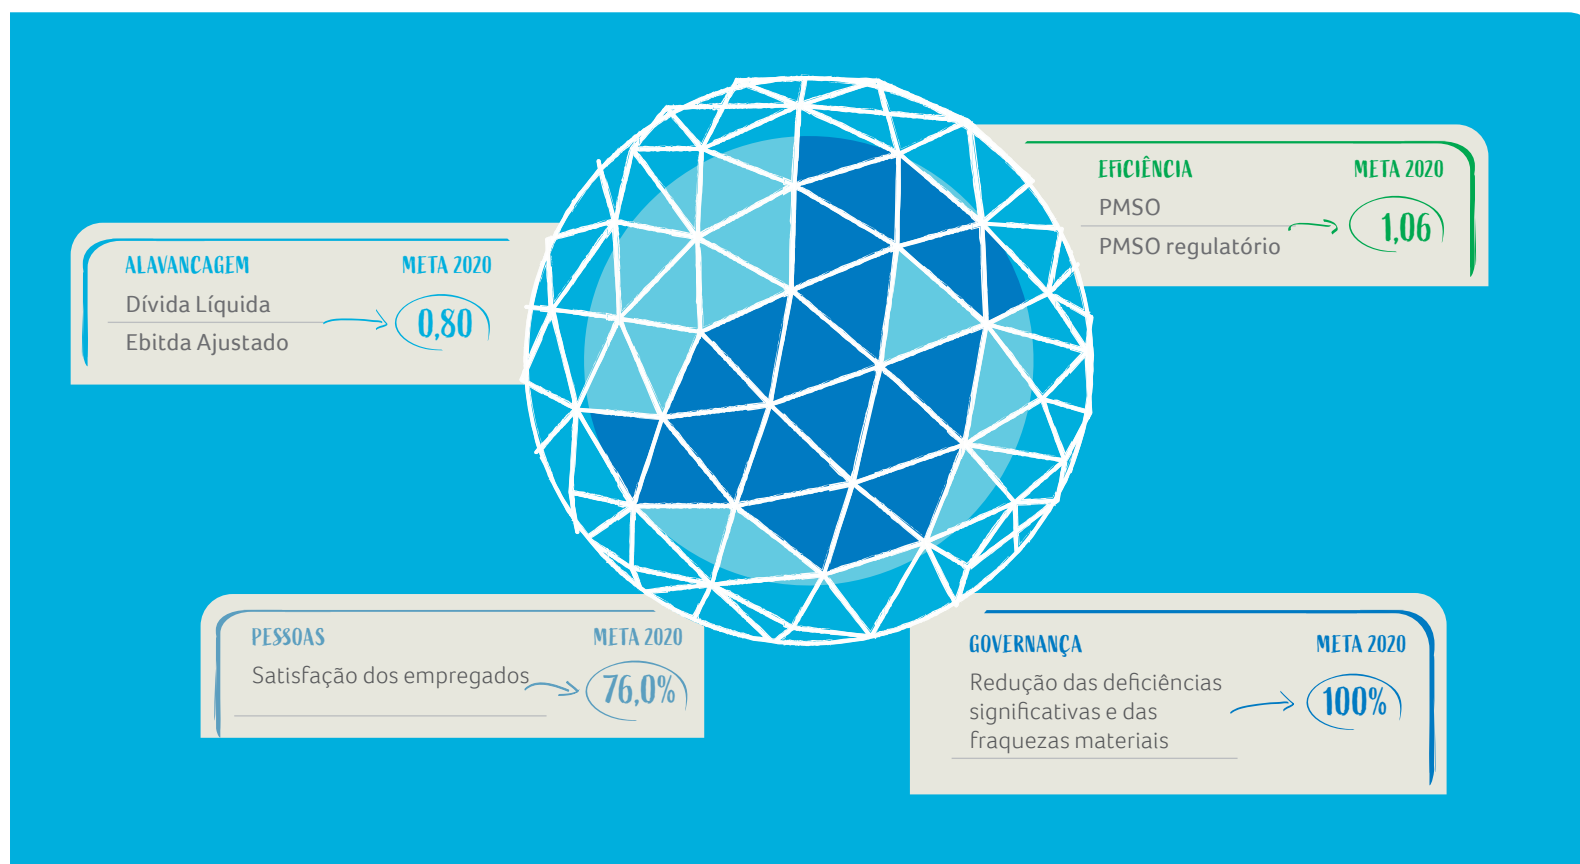 ALAVANCAGEM
META 2020
Dívida Líquida
Ebitda Ajustado
0,80
EFICIÊNCIA
META 2020
PMSO
PMSO regulatório
1,06
PESSOAS
META 2020
Satisfação dos empregados
76,0%
GOVERNANÇA
META 2020
Redução das deficiências
significativas e das
fraquezas materiais
100%